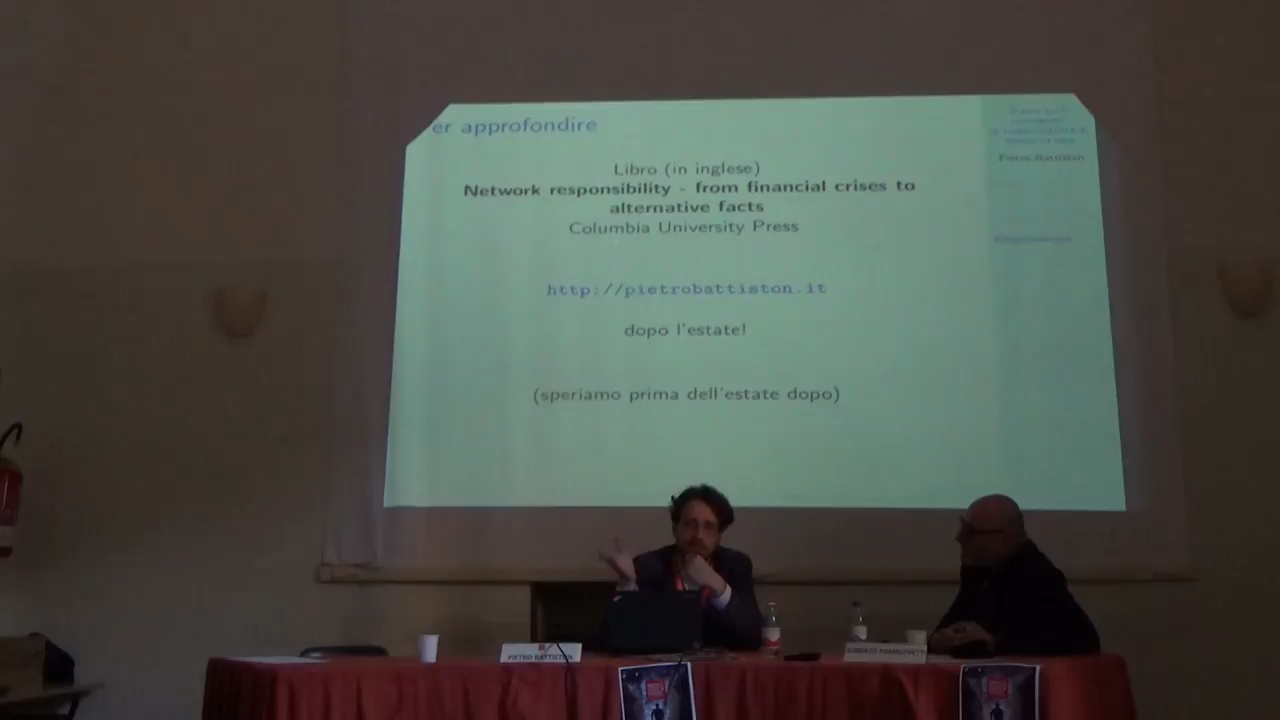 er approfondire
Libro (in inglese)
Network responsibility - from financial crises to
alternative facts
Columbia University Press
http://pietrobattiston.it
dopo l'estate!
(speriamo prima dell'estate dopo)
Pietro Battiston
PIETRO BATTISTON
ROBERTO